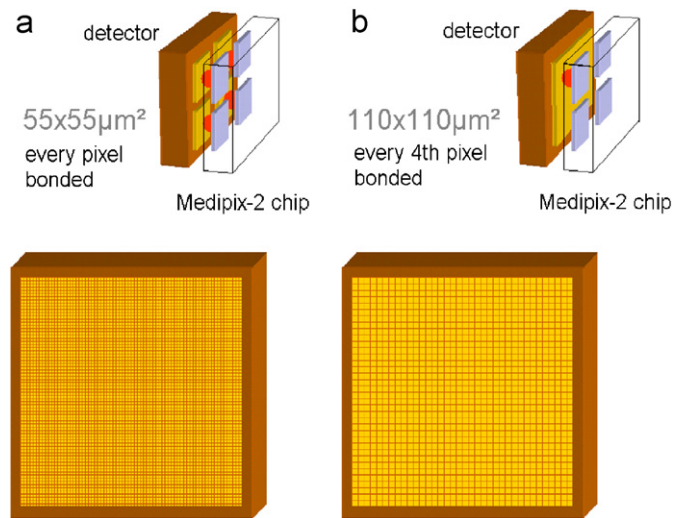 a
detector
55x55µm²
every pixel
bonded
Medipix-2 chip
b
detector
110x110µm²
every 4th pixel
bonded
Medipix-2 chip